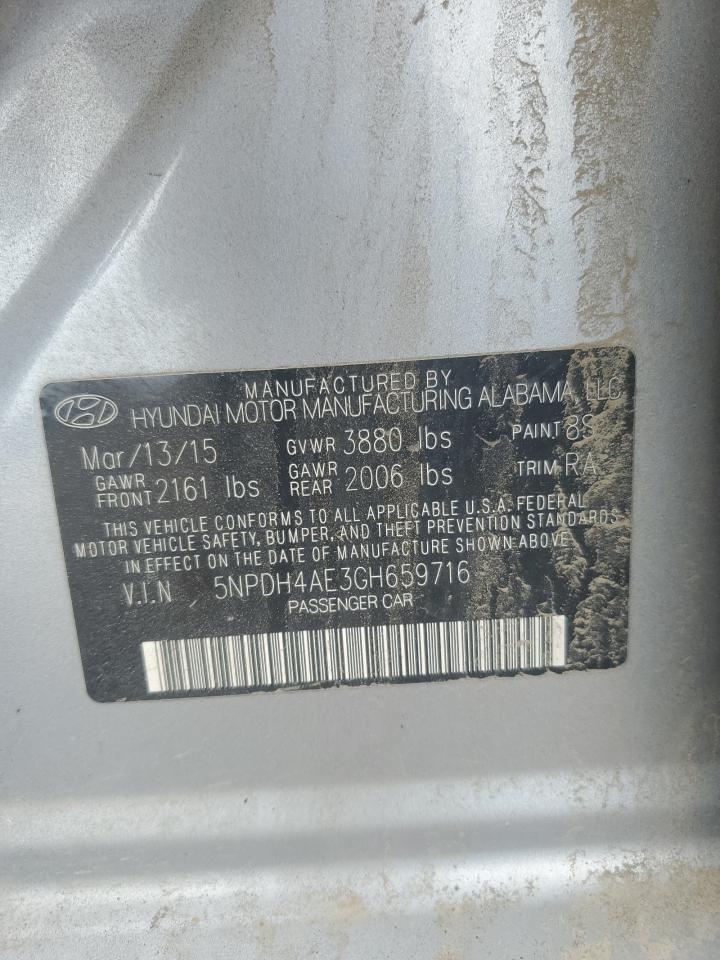 MANUFACTURED BY
HYUNDAI MOTOR MANUFACTURING ALABAMA, LLC
Mar/13/15 GVWR 3880 lbs PAINT 8S
GAWR FRONT 2161 lbs GAWR REAR 2006 lbs TRIM RA
THIS VEHICLE CONFORMS TO ALL APPLICABLE U.S.A. FEDERAL
MOTOR VEHICLE SAFETY, BUMPER, AND THEFT PREVENTION STANDARDS
IN EFFECT ON THE DATE OF MANUFACTURE SHOWN ABOVE
V.I.N 5NPDH4AE3GH659716
PASSENGER CAR